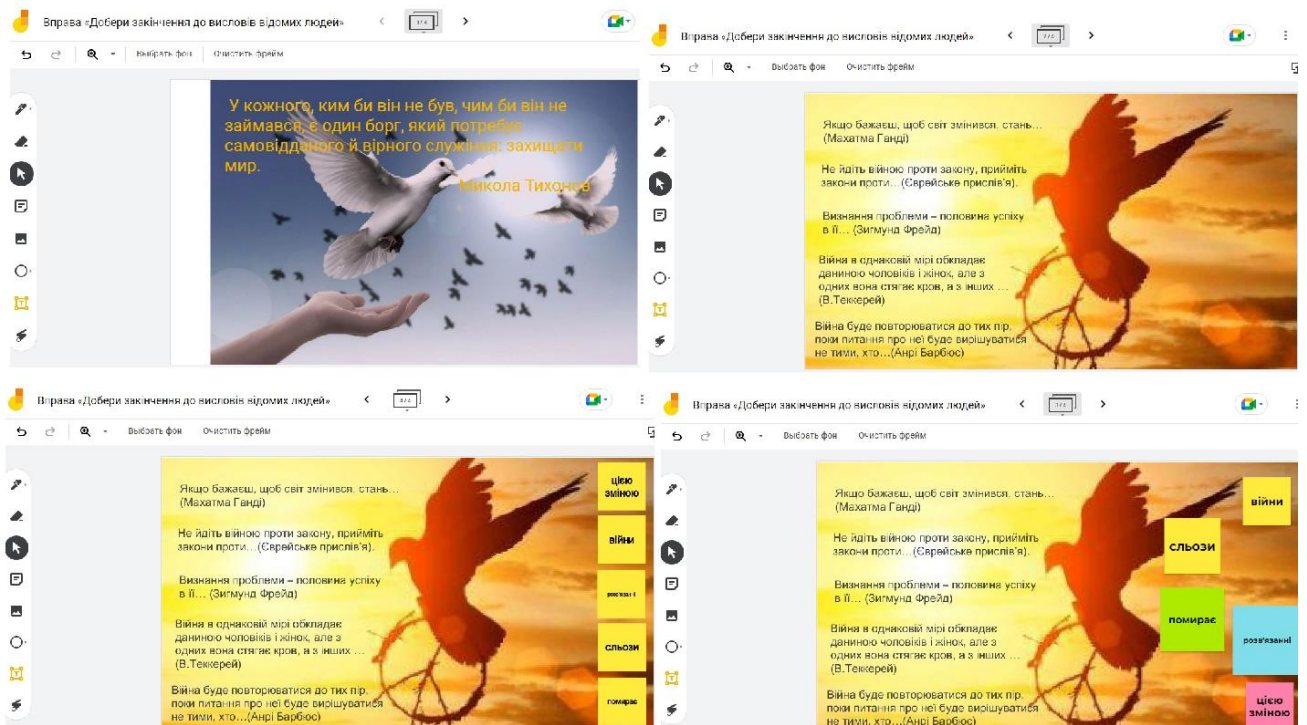 Вправа «Добери закінчення до висловів відомих людей»
Выбрать фон Очистить фрейм
У кожного, ким би він не був, чим би він не
займався, є один борг, який потребує
самовідданого й вірного служіння: захищати
мир.
Микола Тихонов
Вправа «Добери закінчення до висловів відомих людей»
Выбрать фон Очистить фрейм
Якщо бажаєш, щоб світ змінився, стань…
(Махатма Ганді)
Не йдіть війною проти закону, прийміть
закони проти…(Єврейське прислів'я).
Визнання проблеми – половина успіху
в її… (Зигмунд Фрейд)
Війна в однаковій мірі обкладає
даниною чоловіків і жінок, але з
одних вона стягає кров, а з інших …
(В.Теккерей)
Війна буде повторюватися до тих пір,
поки питання про неї буде вирішуватися
не тими, хто…(Анрі Барбюс)
Вправа «Добери закінчення до висловів відомих людей»
Выбрать фон Очистить фрейм
Якщо бажаєш, щоб світ змінився, стань…
(Махатма Ганді)
Не йдіть війною проти закону, прийміть
закони проти…(Єврейське прислів'я).
Визнання проблеми – половина успіху
в її… (Зигмунд Фрейд)
Війна в однаковій мірі обкладає
даниною чоловіків і жінок, але з
одних вона стягає кров, а з інших …
(В.Теккерей)
Війна буде повторюватися до тих пір,
поки питання про неї буде вирішуватися
не тими, хто…(Анрі Барбюс)
цією
зміною
війни
сльози
помирає
Вправа «Добери закінчення до висловів відомих людей»
Выбрать фон Очистить фрейм
Якщо бажаєш, щоб світ змінився, стань…
(Махатма Ганді)
Не йдіть війною проти закону, прийміть
закони проти…(Єврейське прислів'я).
Визнання проблеми – половина успіху
в її… (Зигмунд Фрейд)
Війна в однаковій мірі обкладає
даниною чоловіків і жінок, але з
одних вона стягає кров, а з інших …
(В.Теккерей)
Війна буде повторюватися до тих пір,
поки питання про неї буде вирішуватися
не тими, хто…(Анрі Барбюс)
війни
сльози
помирає
розв'язанні
цією
зміною